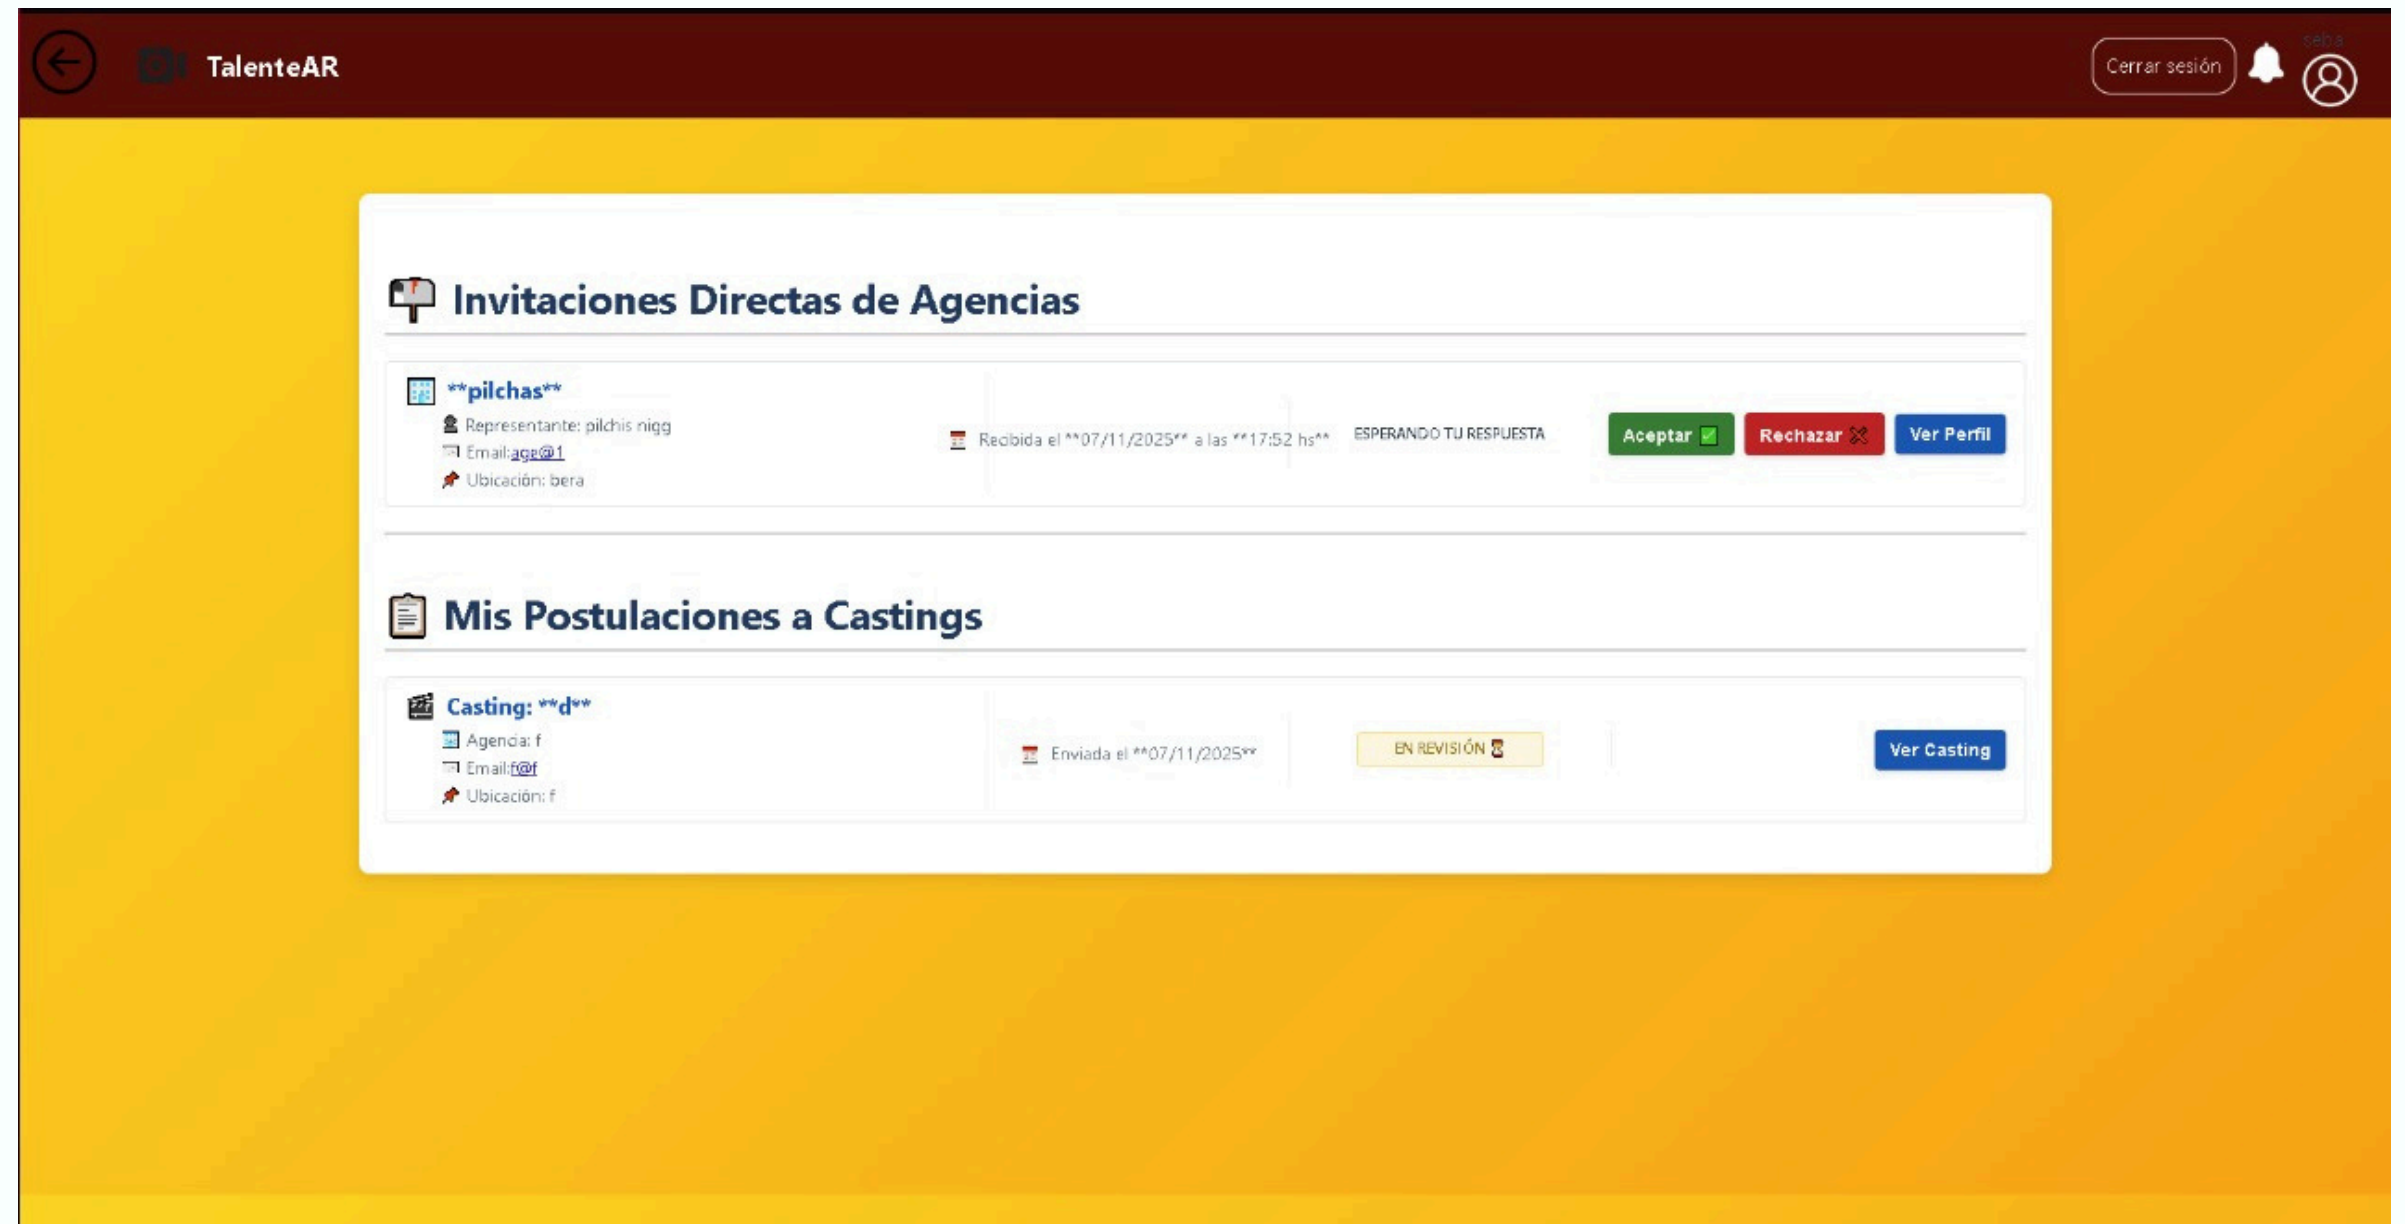 TalenteAR
Cerrar sesión
seba
Invitaciones Directas de Agencias
**pilchas**
Representante: pilchis nigg
Email:age@1
Ubicación: bera
Recibida el **07/11/2025** a las **17:52 hs**
ESPERANDO TU RESPUESTA
Aceptar
Rechazar
Ver Perfil
Mis Postulaciones a Castings
Casting: **d**
Agencia: f
Email:f@f
Ubicación: f
Enviada el **07/11/2025**
EN REVISIÓN
Ver Casting